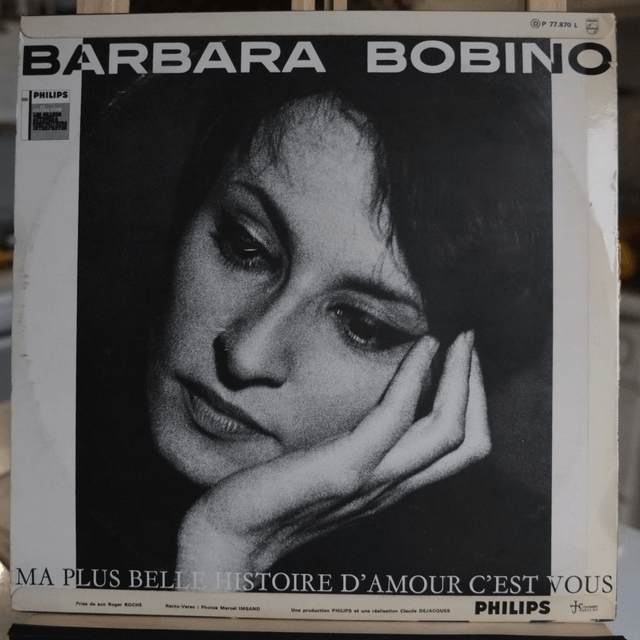 Ⓓ P 77.870 L
BARBARA BOBINO
PHILIPS
MA PLUS BELLE HISTOIRE D'AMOUR C'EST VOUS
Prise de son Roger ROCHE Recto-Verso : Photos Marcel IMSAND Une production PHILIPS et une réalisation Claude DEJACQUES PHILIPS